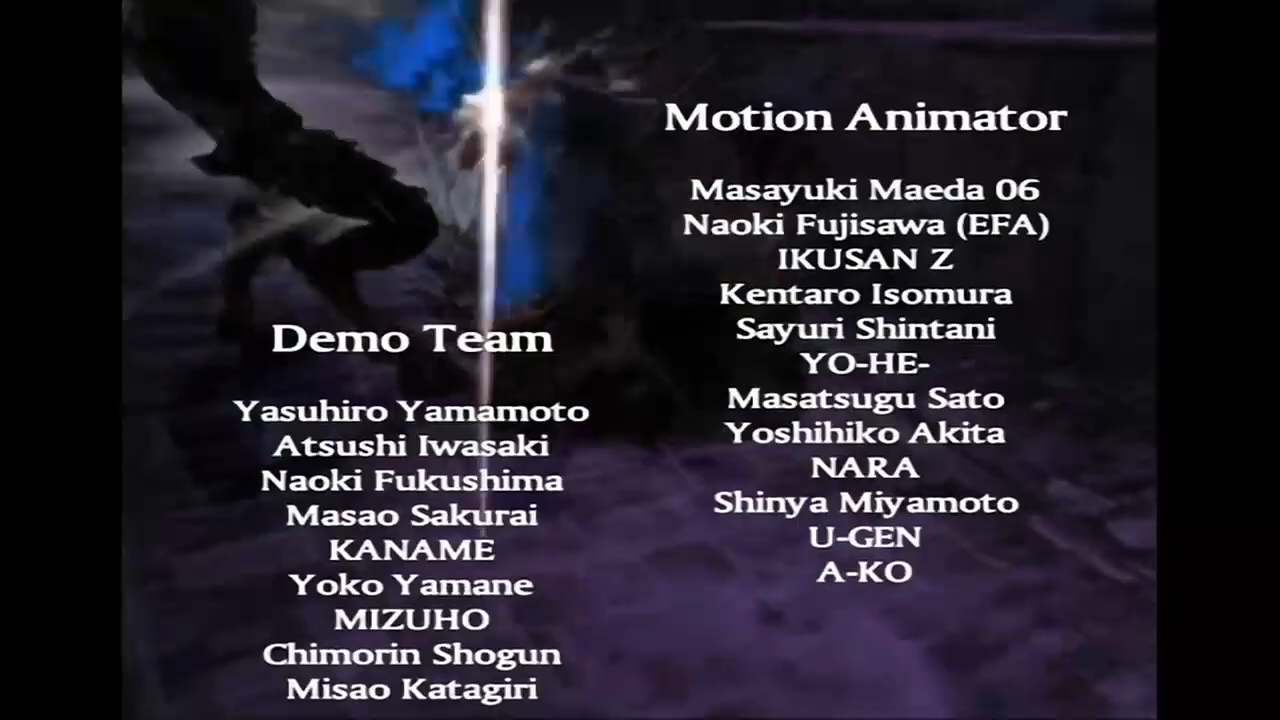 Demo Team
Yasuhiro Yamamoto
Atsushi Iwasaki
Naoki Fukushima
Masao Sakurai
KANAME
Yoko Yamane
MIZUHO
Chimorin Shogun
Misao Katagiri
Motion Animator
Masayuki Maeda 06
Naoki Fujisawa (EFA)
IKUSAN Z
Kentaro Isomura
Sayuri Shintani
YO-HE-
Masatsugu Sato
Yoshihiko Akita
NARA
Shinya Miyamoto
U-GEN
A-KO